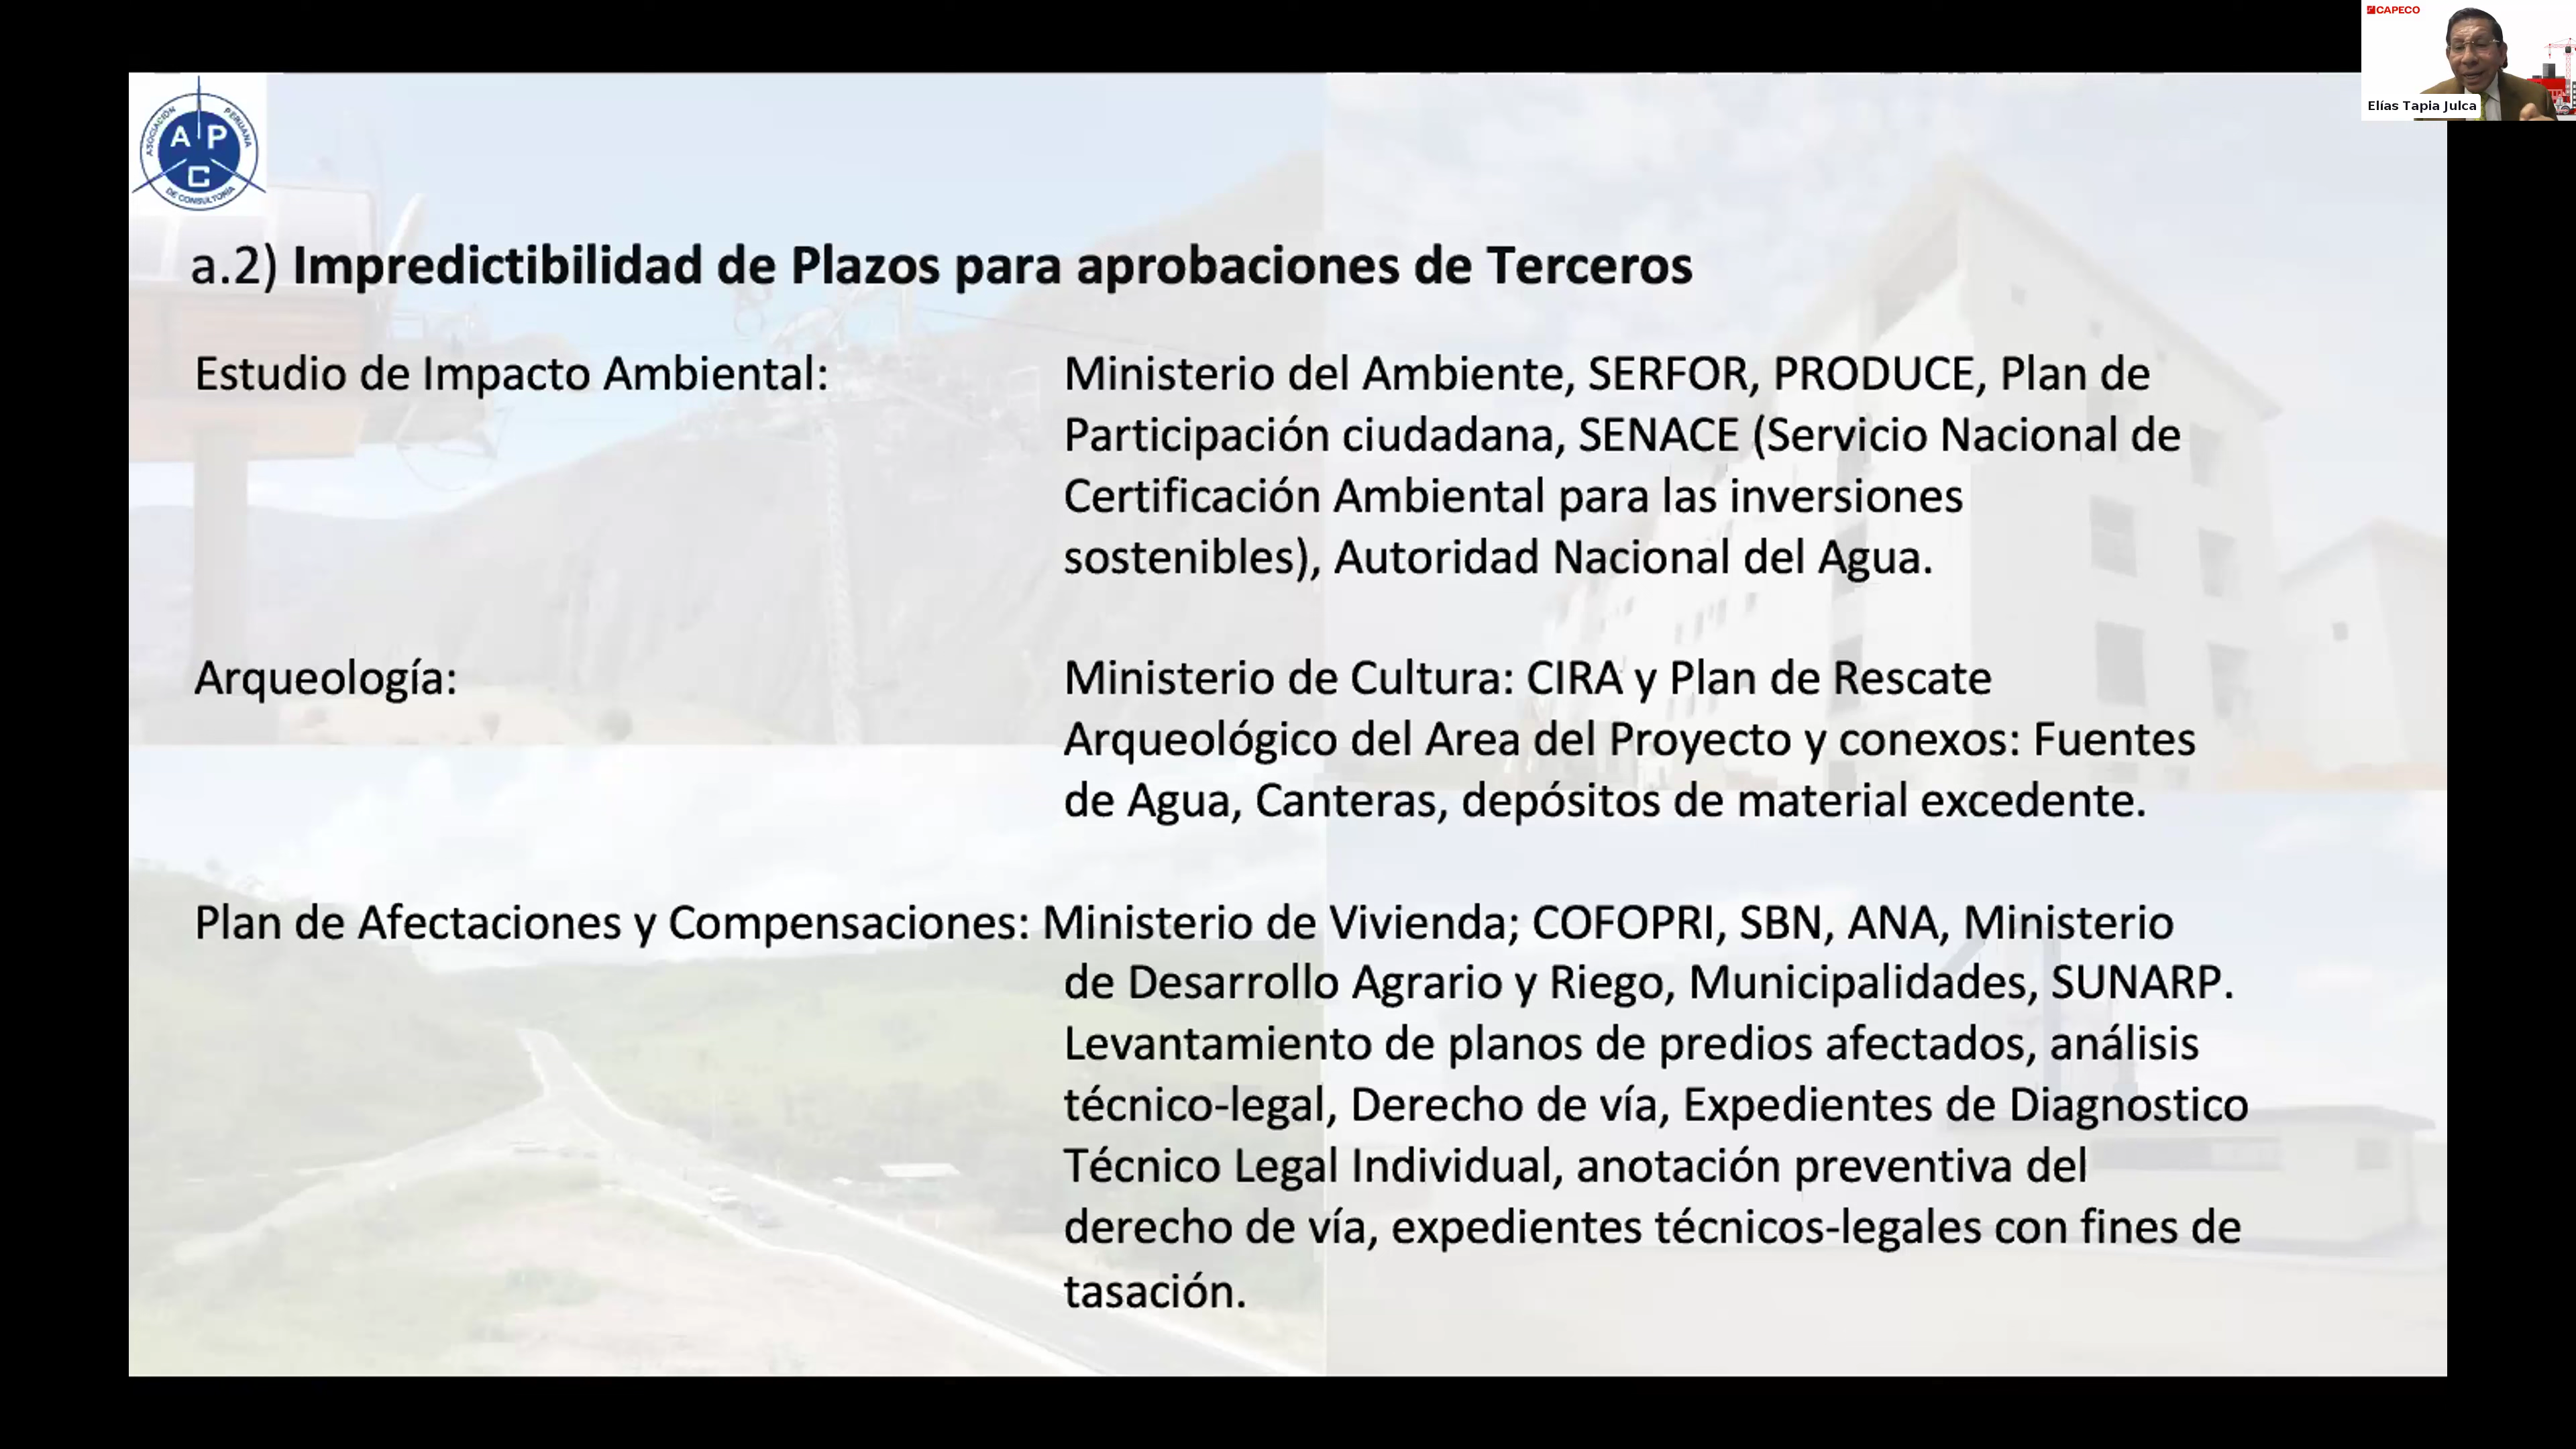 CAPECO
Elías Tapia Julca
ASOCIACIÓN PERUANA
A P
C
DE CONSULTORÍA
a.2) Impredictibilidad de Plazos para aprobaciones de Terceros
Estudio de Impacto Ambiental: Ministerio del Ambiente, SERFOR, PRODUCE, Plan de
Participación ciudadana, SENACE (Servicio Nacional de
Certificación Ambiental para las inversiones
sostenibles), Autoridad Nacional del Agua.
Arqueología: Ministerio de Cultura: CIRA y Plan de Rescate
Arqueológico del Area del Proyecto y conexos: Fuentes
de Agua, Canteras, depósitos de material excedente.
Plan de Afectaciones y Compensaciones: Ministerio de Vivienda; COFOPRI, SBN, ANA, Ministerio
de Desarrollo Agrario y Riego, Municipalidades, SUNARP.
Levantamiento de planos de predios afectados, análisis
técnico-legal, Derecho de vía, Expedientes de Diagnostico
Técnico Legal Individual, anotación preventiva del
derecho de vía, expedientes técnicos-legales con fines de
tasación.